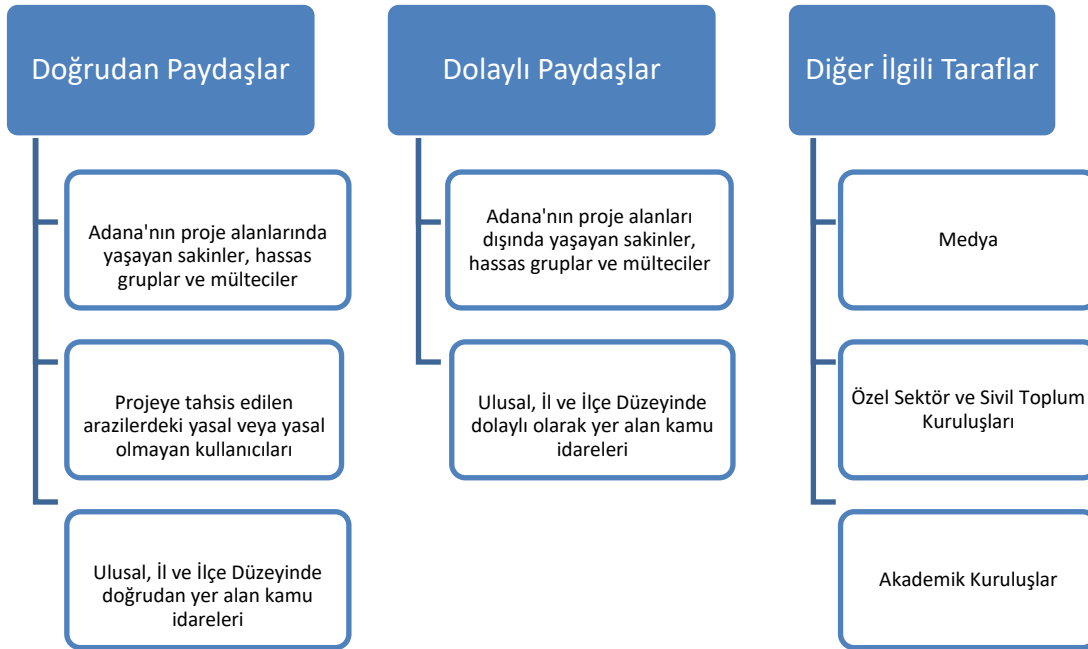 Doğrudan Paydaşlar
Adana'nın proje alanlarında
yaşayan sakinler, hassas
gruplar ve mülteciler
Projeye tahsis edilen
arazilerdeki yasal veya yasal
olmayan kullanıcıları
Ulusal, İl ve İlçe Düzeyinde
doğrudan yer alan kamu
idareleri
Dolaylı Paydaşlar
Adana'nın proje alanları
dışında yaşayan sakinler,
hassas gruplar ve mülteciler
Ulusal, İl ve İlçe Düzeyinde
dolaylı olarak yer alan kamu
idareleri
Diğer İlgili Taraflar
Medya
Özel Sektör ve Sivil Toplum
Kuruluşları
Akademik Kuruluşlar